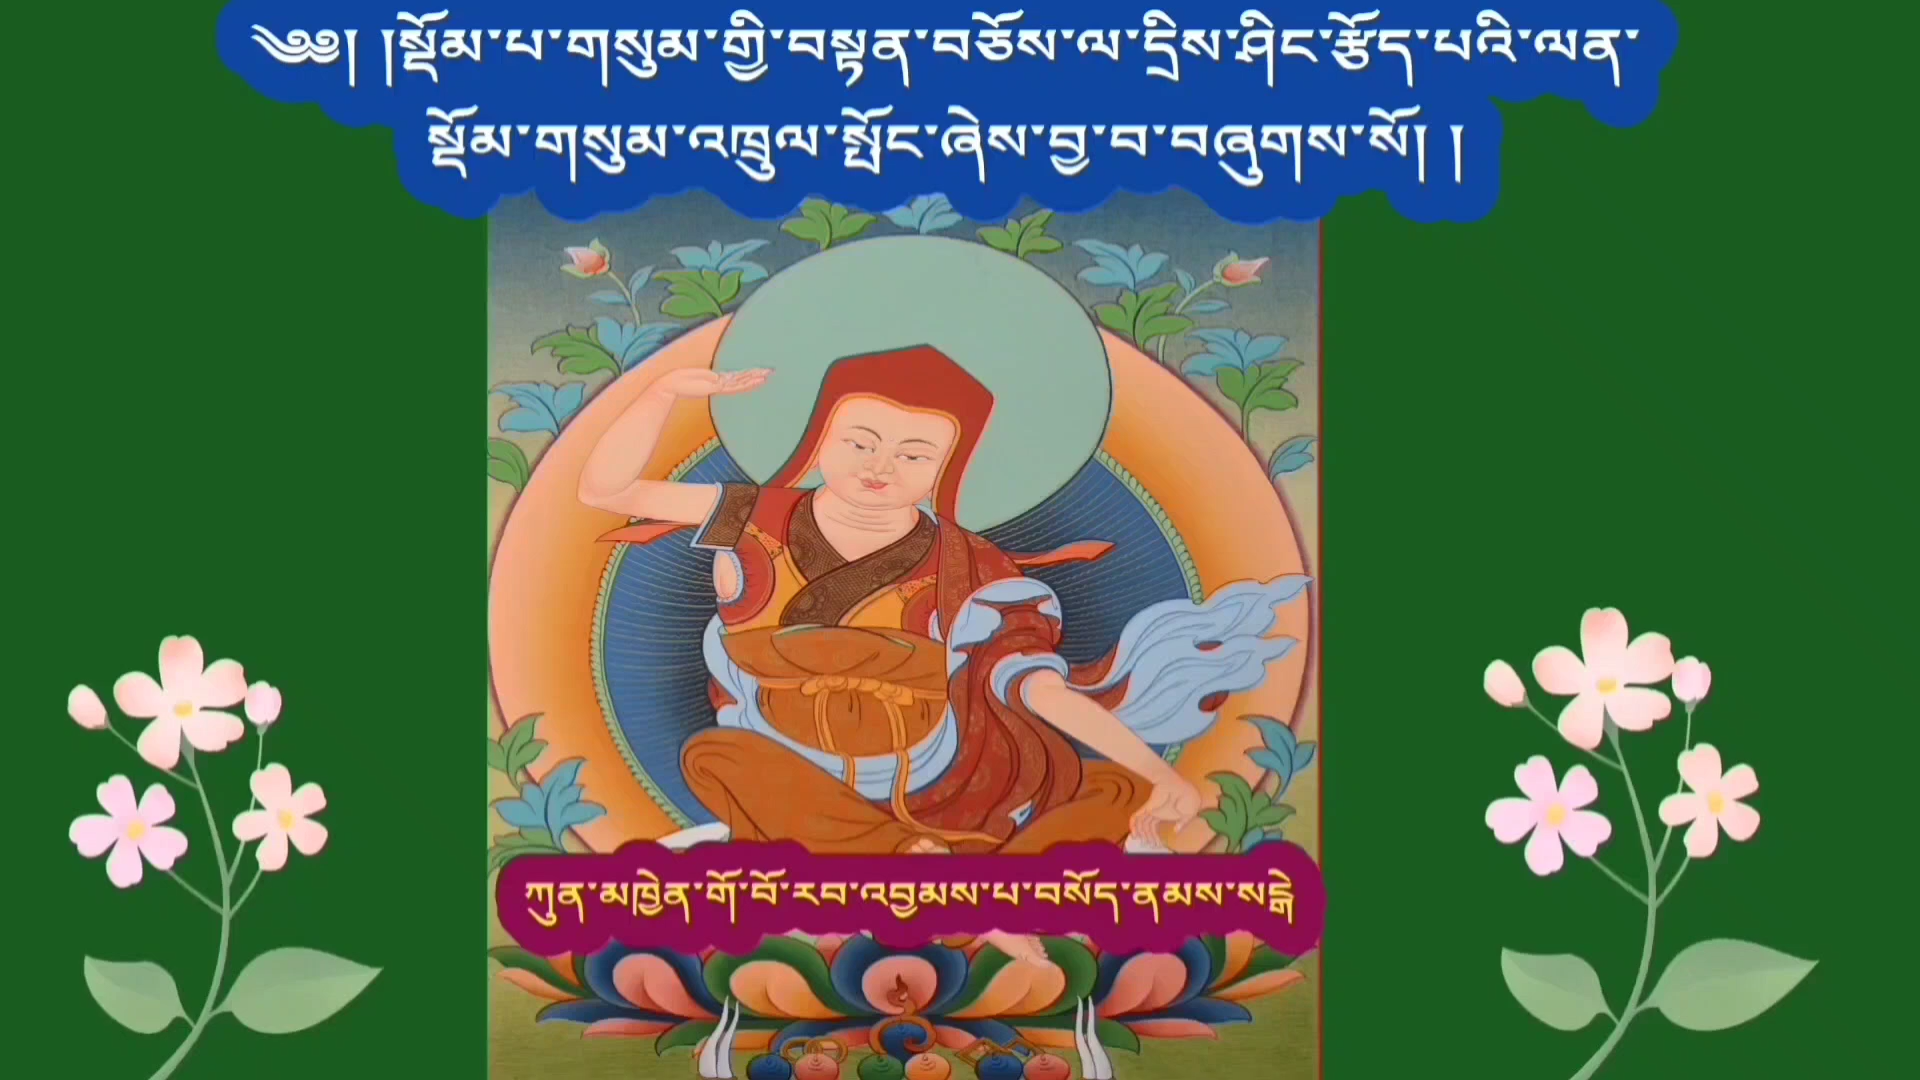 ༄༅། །སྡོམ་པ་གསུམ་གྱི་བསྟན་བཅོས་ལ་དྲིས་ཤིང་རྩོད་པའི་ལན་
སྡོམ་གསུམ་འཁྲུལ་སྤོང་ཞེས་བྱ་བ་བཞུགས་སོ། །
ཀུན་མཁྱེན་གོ་བོ་རབ་འབྱམས་པ་བསོད་ནམས་སེངྒེ